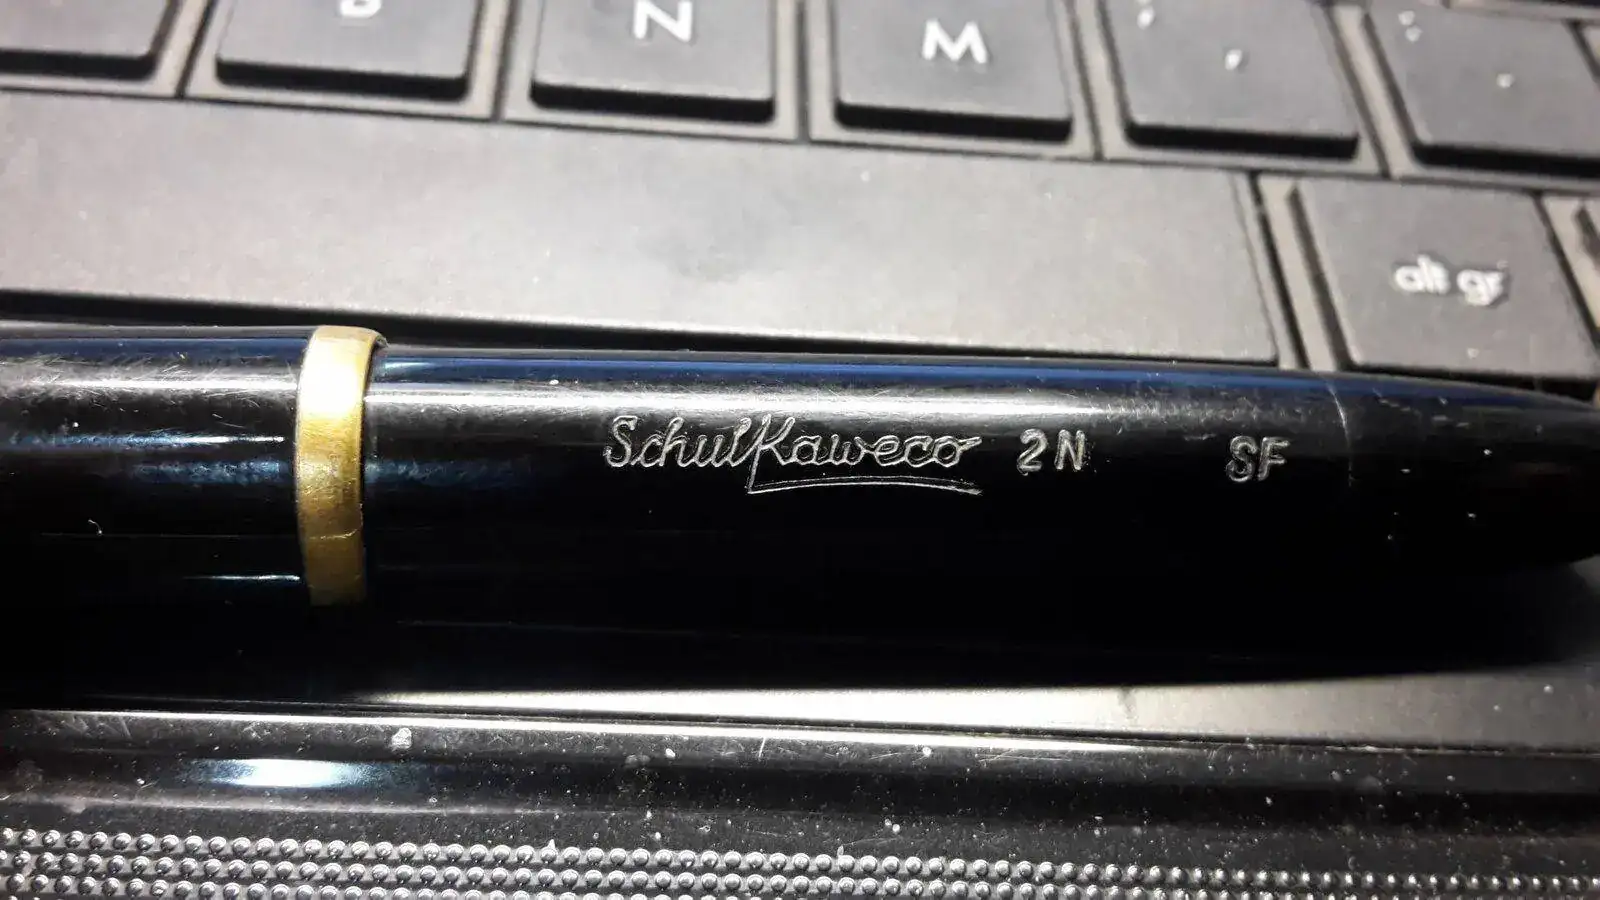 B N M
alt gr
SchulKaweco 2N SF